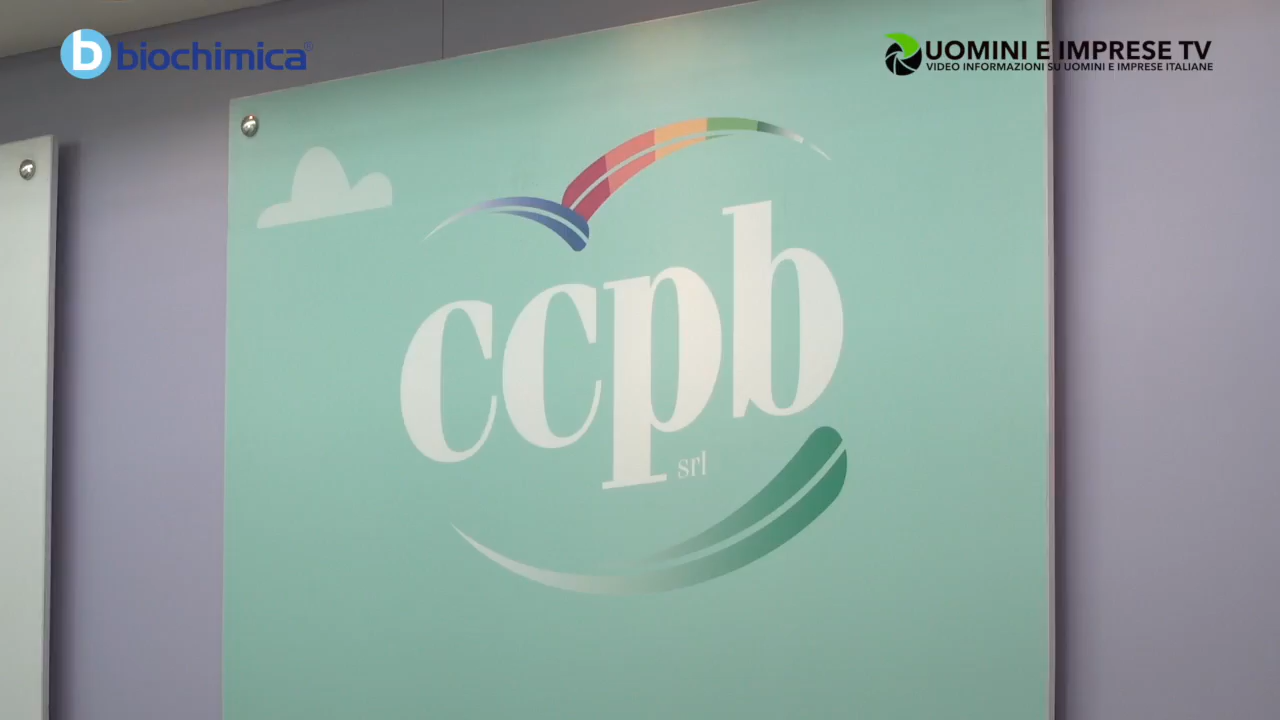 biochimica®
UOMINI E IMPRESE TV
VIDEO INFORMAZIONI SU UOMINI E IMPRESE ITALIANE
ccpb
srl